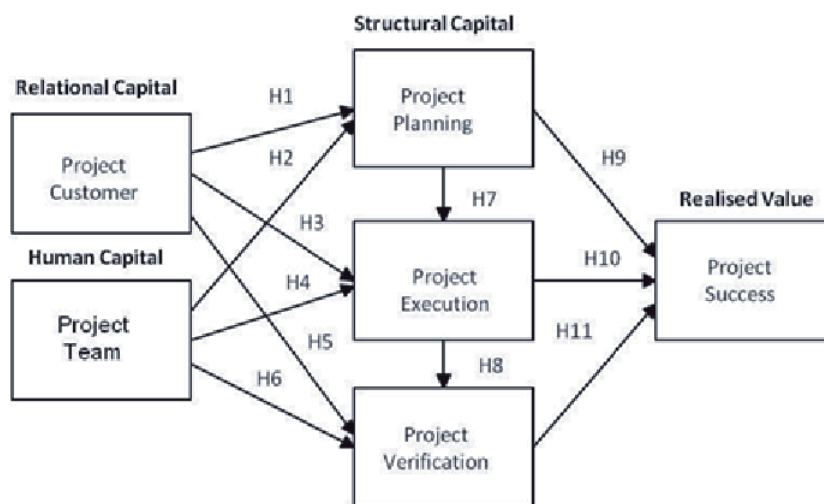 Structural Capital
Relational Capital
Project
Planning
H1
H2
H9
Project
Customer
H3
H7
Realised Value
Human Capital
H4
Project
Execution
H10
Project
Success
Project
Team
H5
H11
H6
H8
Project
Verification